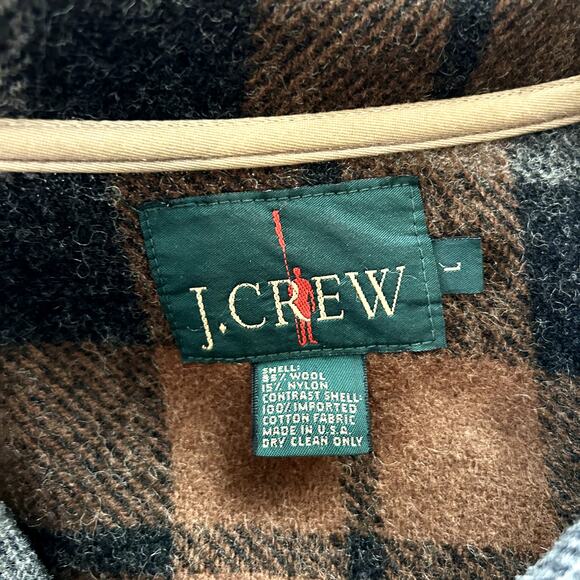 J.CREW
L
SHELL:
85% WOOL
15% NYLON
CONTRAST SHELL:
100% IMPORTED
COTTON FABRIC
MADE IN U.S.A.
DRY CLEAN ONLY